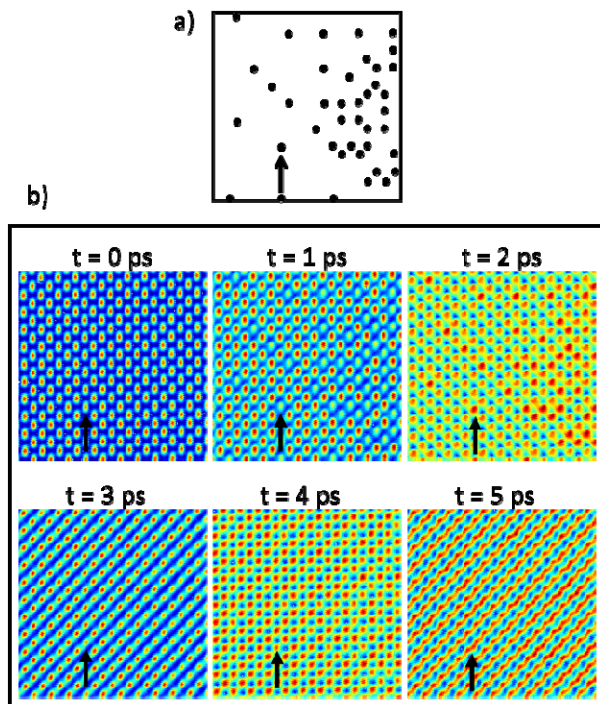 a)
b)
t = 0 ps
t = 1 ps
t = 2 ps
t = 3 ps
t = 4 ps
t = 5 ps